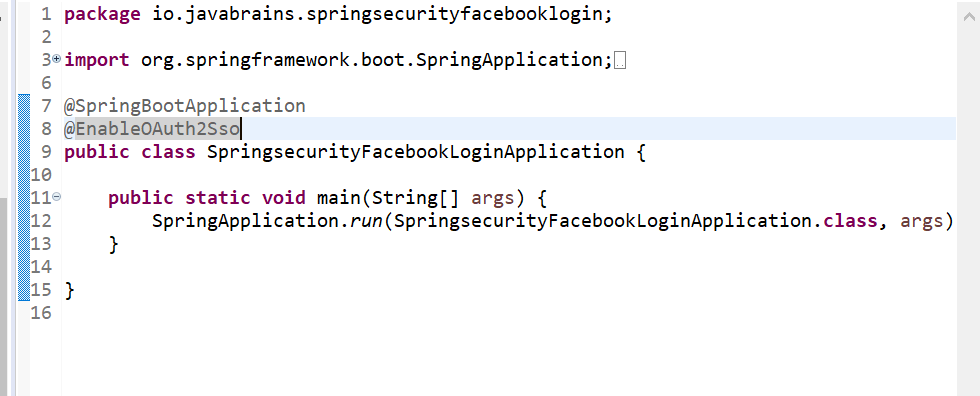 1 package io.javabrains.springsecurityfacebooklogin;
2
3 import org.springframework.boot.SpringApplication;
6
7 @SpringBootApplication
8 @EnableOAuth2Sso
9 public class SpringsecurityFacebookLoginApplication {
10
11 public static void main(String[] args) {
12 SpringApplication.run(SpringsecurityFacebookLoginApplication.class, args)
13 }
14
15 }
16